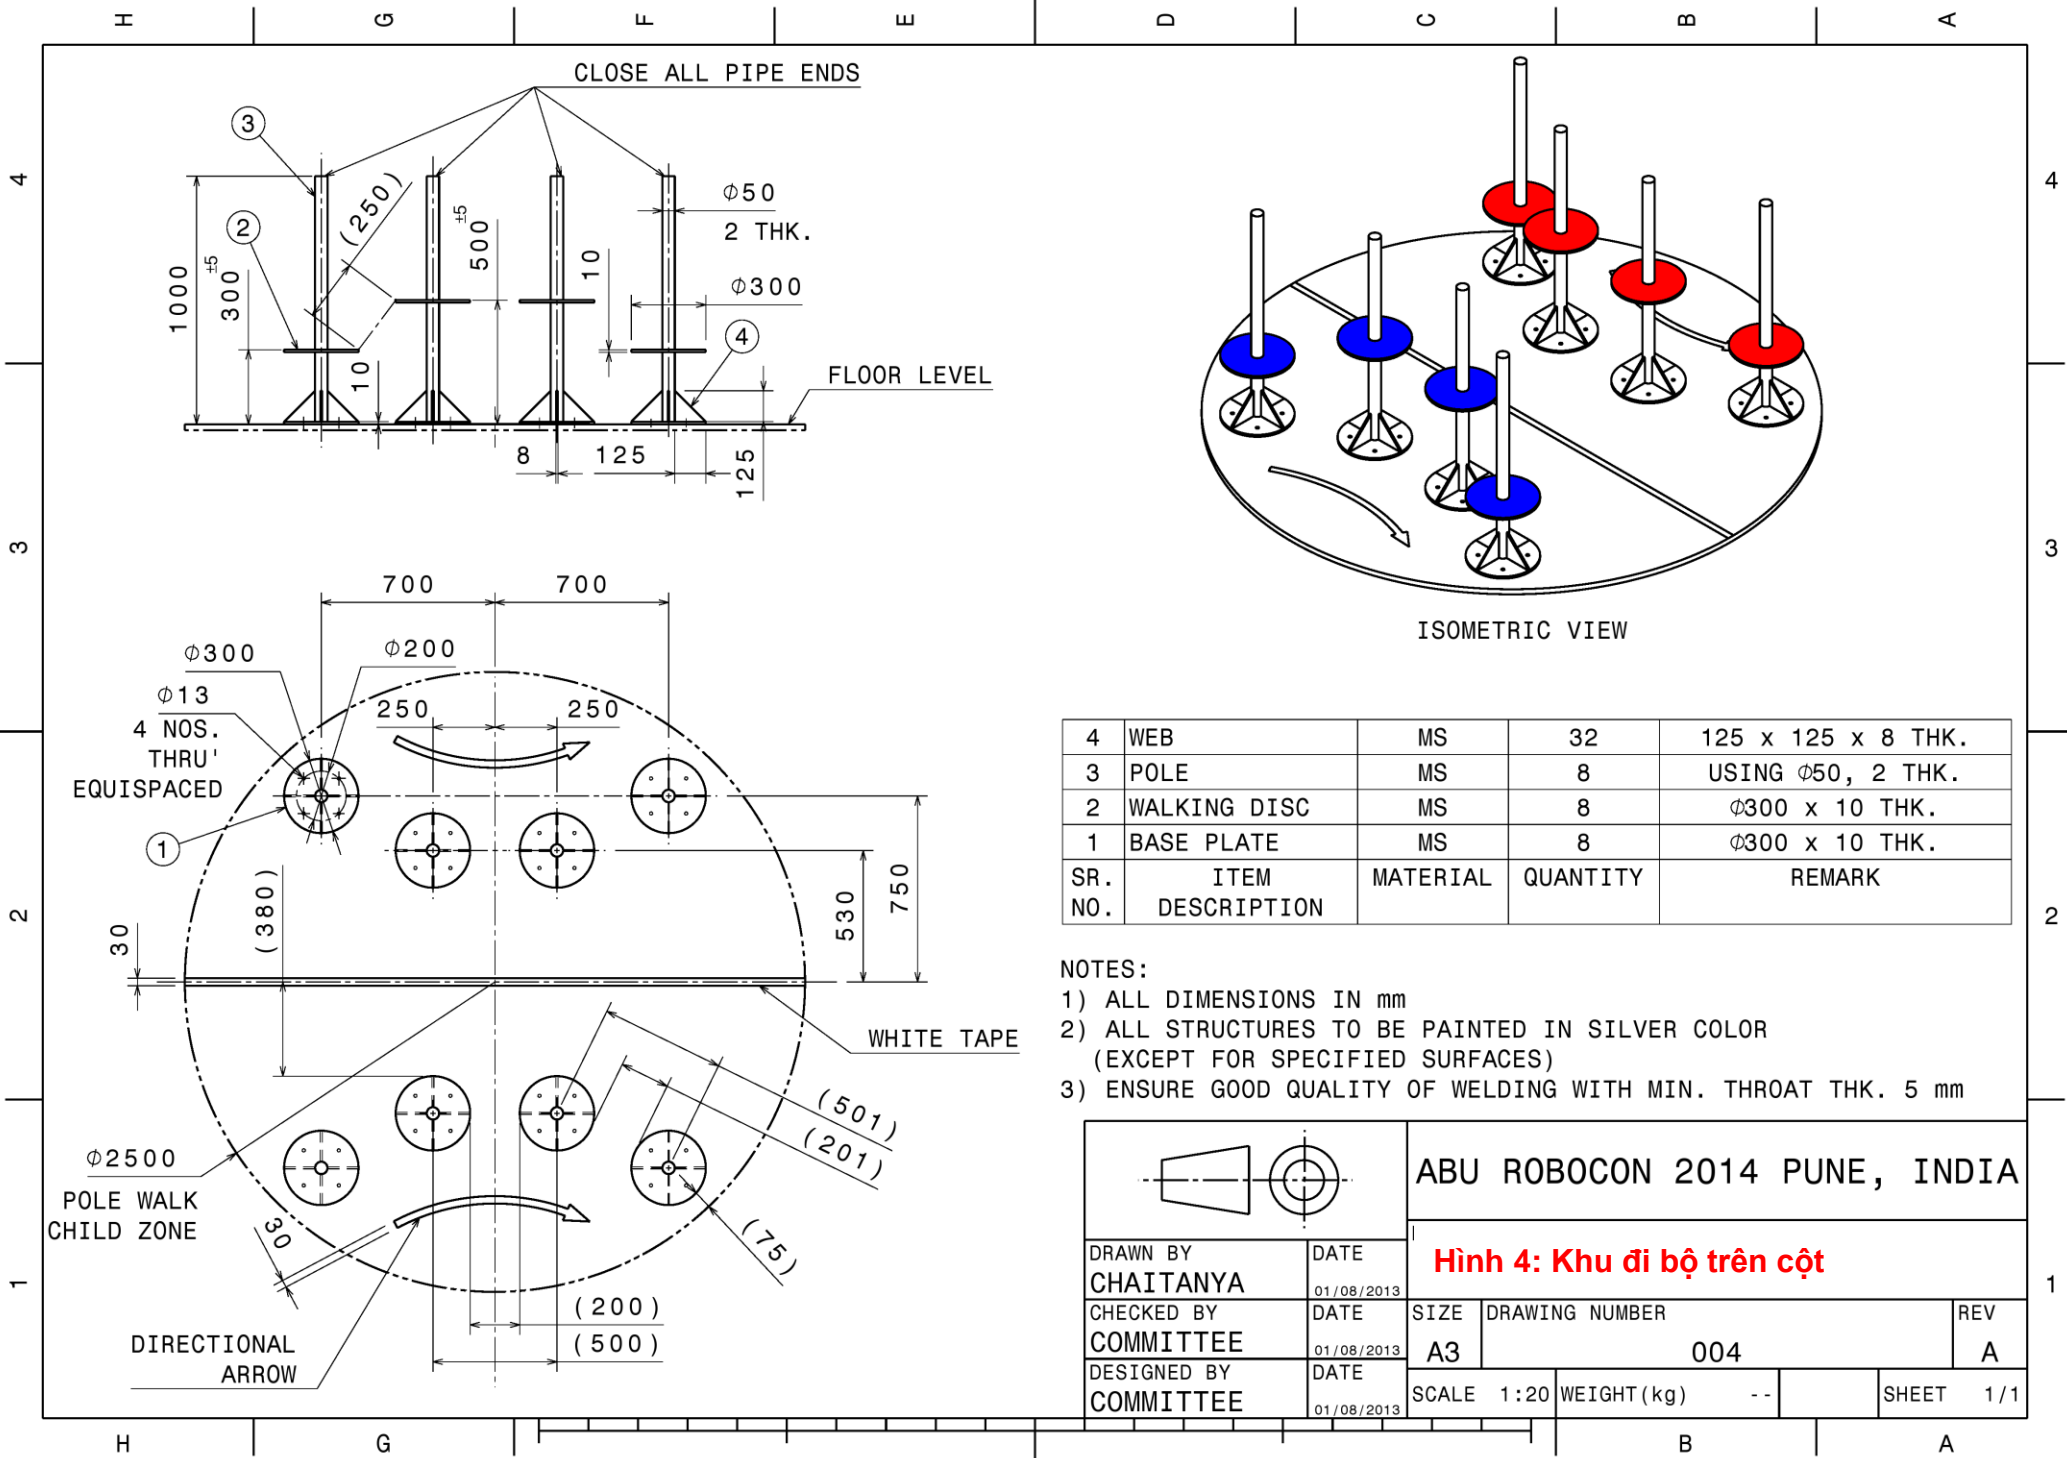 H G F E D C B A
4
4
3
3
2
2
1
1
CLOSE ALL PIPE ENDS
3
2
(250)
1000
300 ±5
500 ±5
10
10
Φ50
2 THK.
Φ300
4
FLOOR LEVEL
8
125
125
ISOMETRIC VIEW
700
700
Φ300
Φ200
Φ13
4 NOS.
THRU'
EQUISPACED
1
250
250
(380)
30
530
750
WHITE TAPE
(501)
(201)
(75)
Φ2500
POLE WALK
CHILD ZONE
30
(200)
(500)
DIRECTIONAL
ARROW
4 WEB MS 32 125 x 125 x 8 THK.
3 POLE MS 8 USING Φ50, 2 THK.
2 WALKING DISC MS 8 Φ300 x 10 THK.
1 BASE PLATE MS 8 Φ300 x 10 THK.
SR. ITEM MATERIAL QUANTITY REMARK
NO. DESCRIPTION
NOTES:
1) ALL DIMENSIONS IN mm
2) ALL STRUCTURES TO BE PAINTED IN SILVER COLOR
(EXCEPT FOR SPECIFIED SURFACES)
3) ENSURE GOOD QUALITY OF WELDING WITH MIN. THROAT THK. 5 mm
ABU ROBOCON 2014 PUNE, INDIA
Hình 4: Khu đi bộ trên cột
DRAWN BY DATE
CHAITANYA 01/08/2013
CHECKED BY DATE
COMMITTEE 01/08/2013
DESIGNED BY DATE
COMMITTEE 01/08/2013
SIZE DRAWING NUMBER REV
A3 004 A
SCALE 1:20 WEIGHT(kg) -- SHEET 1/1
H G B A